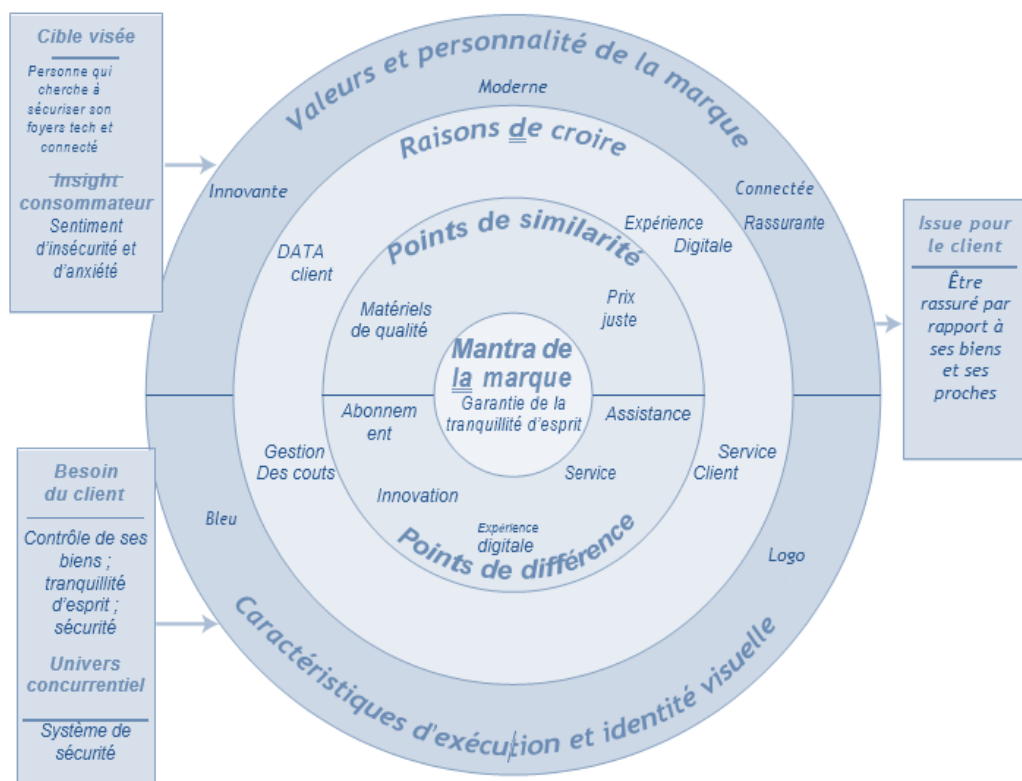 Cible visée
Personne qui
cherche à
sécuriser son
foyers tech et
connecté
Insight
consommateur
Sentiment
d'insécurité et
d'anxiété
Besoin
du client
Contrôle de ses
biens ;
tranquillité
d'esprit ;
sécurité
Univers
concurrentiel
Système de
sécurité
Valeurs et personnalité de la marque
Moderne
Innovante
Connectée
Rassurante
Raisons de croire
DATA
client
Expérience
Digitale
Points de similarité
Matériels
de qualité
Prix
juste
Mantra de
la marque
Garantie de la
tranquillité d'esprit
Abonnem
ent
Assistance
Gestion
Des couts
Service
Client
Innovation
Service
Expérience
digitale
Points de différence
Bleu
Logo
Caractéristiques d'exécution et identité visuelle
Issue pour
le client
Être
rassuré par
rapport à
ses biens
et ses
proches